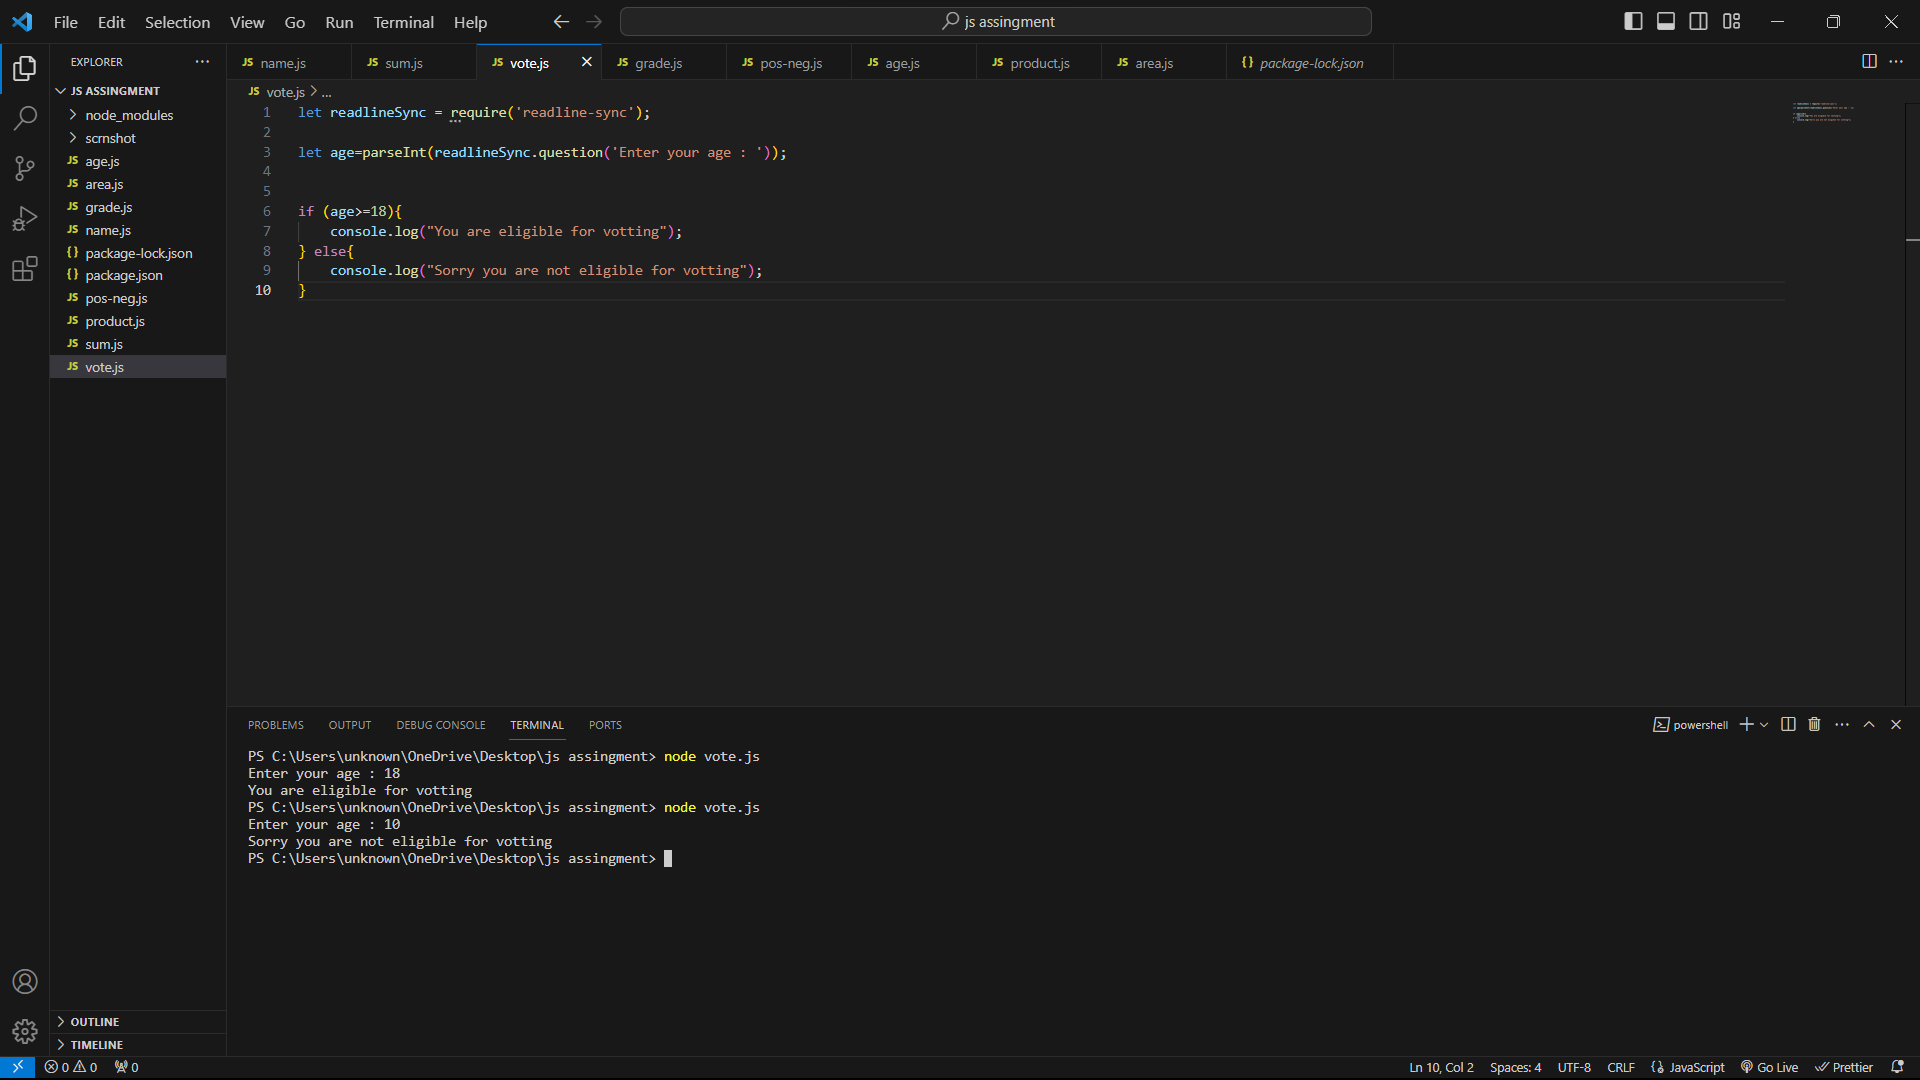 File Edit Selection View Go Run Terminal Help
js assingment
EXPLORER
JS ASSINGMENT
node_modules
scrnshot
JS age.js
JS area.js
JS grade.js
JS name.js
{} package-lock.json
{} package.json
JS pos-neg.js
JS product.js
JS sum.js
JS vote.js
OUTLINE
TIMELINE
JS name.js JS sum.js JS vote.js JS grade.js JS pos-neg.js JS age.js JS product.js JS area.js {} package-lock.json
JS vote.js > ...
1 let readlineSync = require('readline-sync');
2
3 let age=parseInt(readlineSync.question('Enter your age : '));
4
5
6 if (age>=18){
7 console.log("You are eligible for votting");
8 } else{
9 console.log("Sorry you are not eligible for votting");
10 }
PROBLEMS OUTPUT DEBUG CONSOLE TERMINAL PORTS
powershell
PS C:\Users\unknown\OneDrive\Desktop\js assingment> node vote.js
Enter your age : 18
You are eligible for votting
PS C:\Users\unknown\OneDrive\Desktop\js assingment> node vote.js
Enter your age : 10
Sorry you are not eligible for votting
PS C:\Users\unknown\OneDrive\Desktop\js assingment>
0 0 0 Ln 10, Col 2 Spaces: 4 UTF-8 CRLF {} JavaScript Go Live Prettier